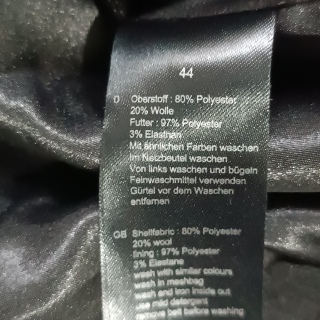 44
D Oberstoff : 80% Polyester
20% Wolle
Futter : 97% Polyester
3% Elasthan
Mit ähnlichen Farben waschen
im Netzbeutel waschen
Von links waschen und bügeln
Feinwaschmittel verwenden
Gürtel vor dem Waschen
entfernen
GB Shellfabric : 80% Polyester
20% wool
lining : 97% Polyester
3% Elastane
wash with similar colours
wash in meshbag
wash and iron inside out
use mild detergent
remove belt before washing